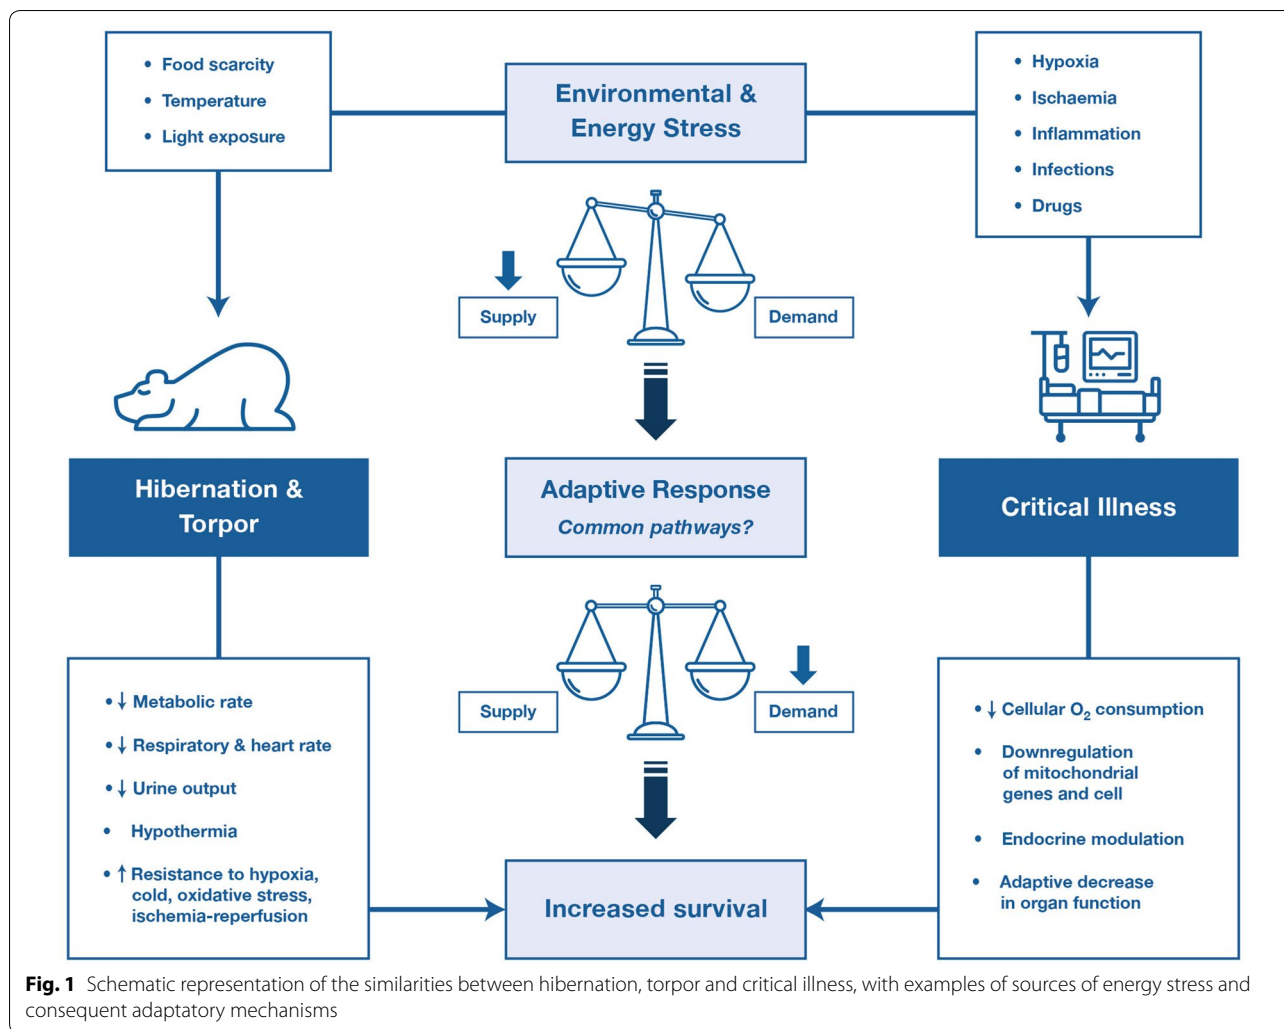 • Food scarcity
• Temperature
• Light exposure
Environmental &
Energy Stress
• Hypoxia
• Ischaemia
• Inflammation
• Infections
• Drugs
Supply
Demand
Hibernation &
Torpor
Adaptive Response
Common pathways?
Critical Illness
Supply
Demand
• ↓ Metabolic rate
• ↓ Respiratory & heart rate
• ↓ Urine output
• Hypothermia
• ↑ Resistance to hypoxia,
cold, oxidative stress,
ischemia-reperfusion
Increased survival
• ↓ Cellular O₂ consumption
• Downregulation
of mitochondrial
genes and cell
• Endocrine modulation
• Adaptive decrease
in organ function
Fig. 1 Schematic representation of the similarities between hibernation, torpor and critical illness, with examples of sources of energy stress and
consequent adaptatory mechanisms